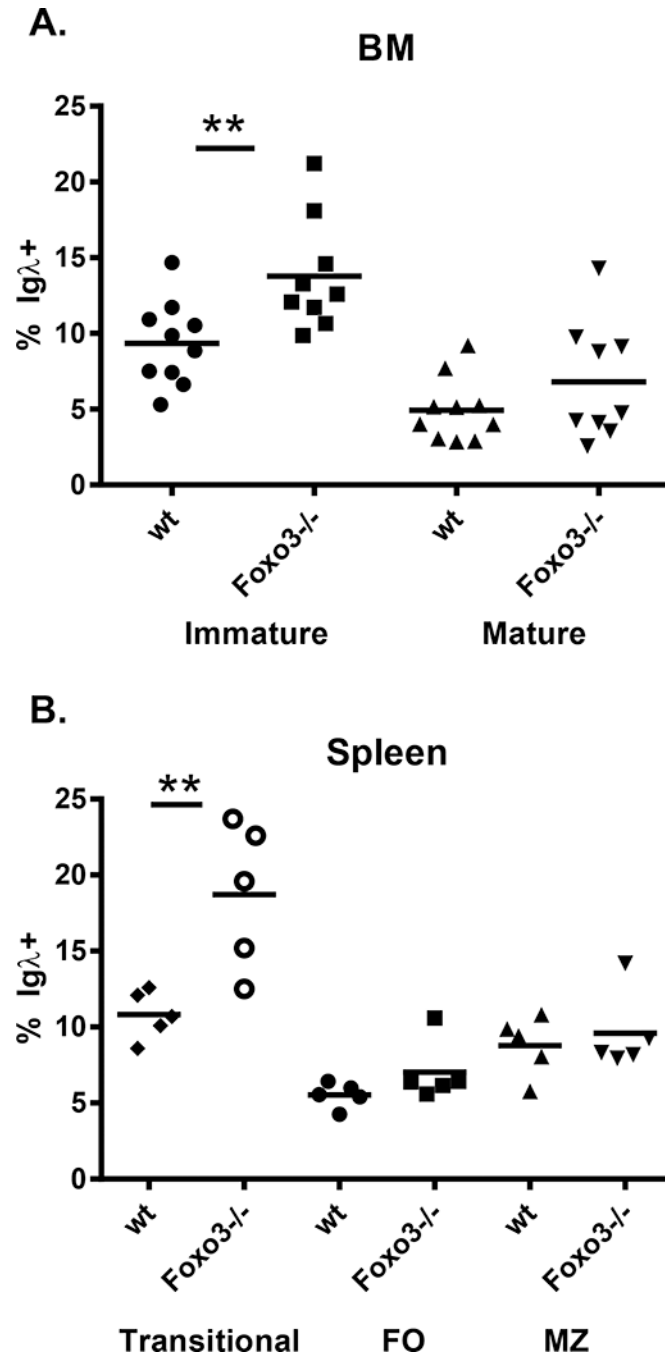 A.
BM
**
25
20
15
10
5
0
% Igλ+
wt
Foxo3-/-
wt
Foxo3-/-
Immature Mature
B.
Spleen
**
25
20
15
10
5
0
% Igλ+
wt
Foxo3-/-
wt
Foxo3-/-
wt
Foxo3-/-
Transitional FO MZ